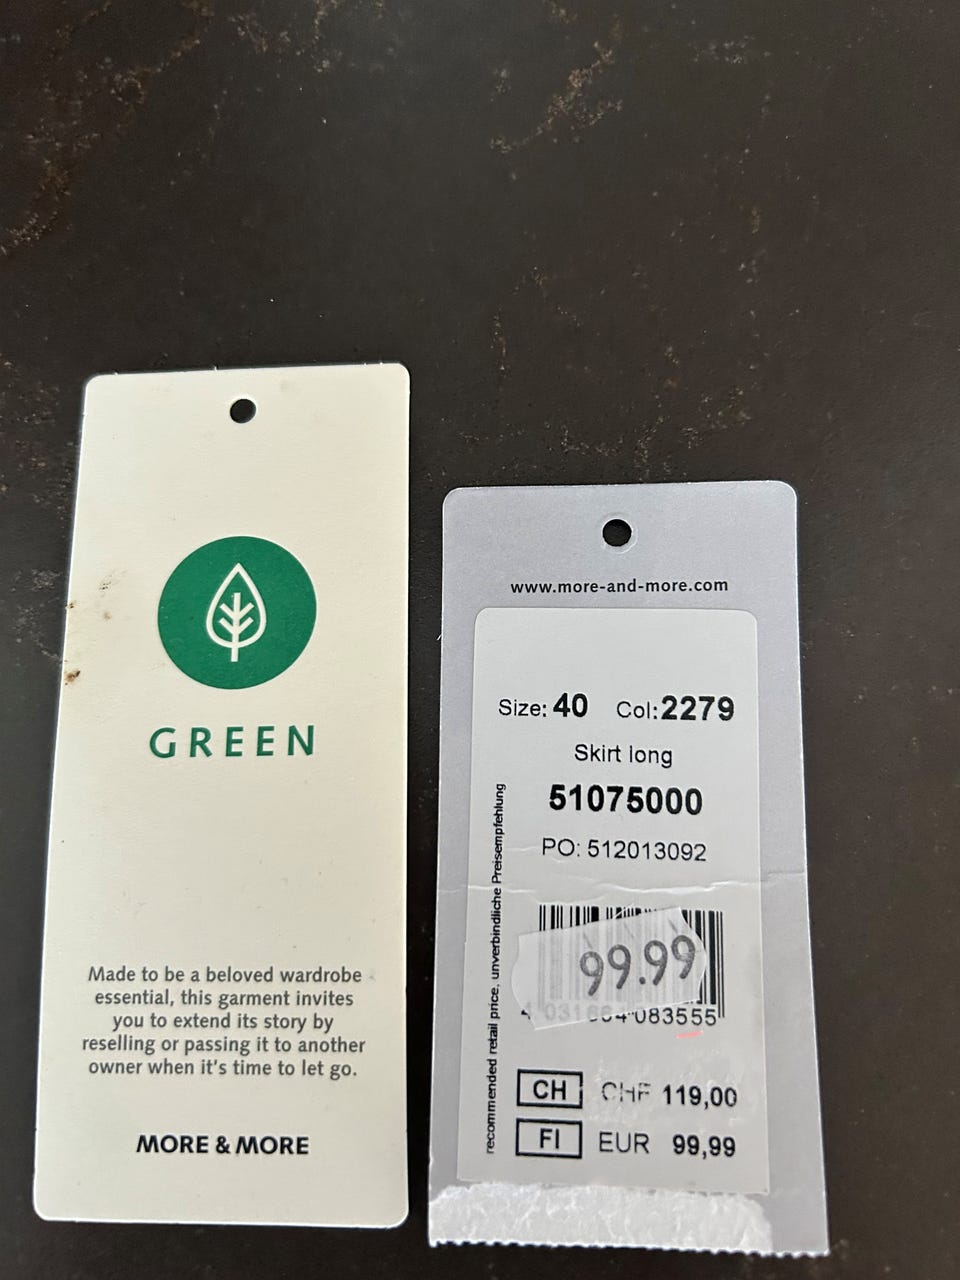 GREEN
Made to be a beloved wardrobe
essential, this garment invites
you to extend its story by
reselling or passing it to another
owner when it's time to let go.
MORE & MORE
www.more-and-more.com
Size: 40 Col:2279
Skirt long
51075000
PO: 512013092
recommended retail price, unverbindliche Preisempfehlung
99.99
083555
CH CHF 119,00
FI EUR 99,99